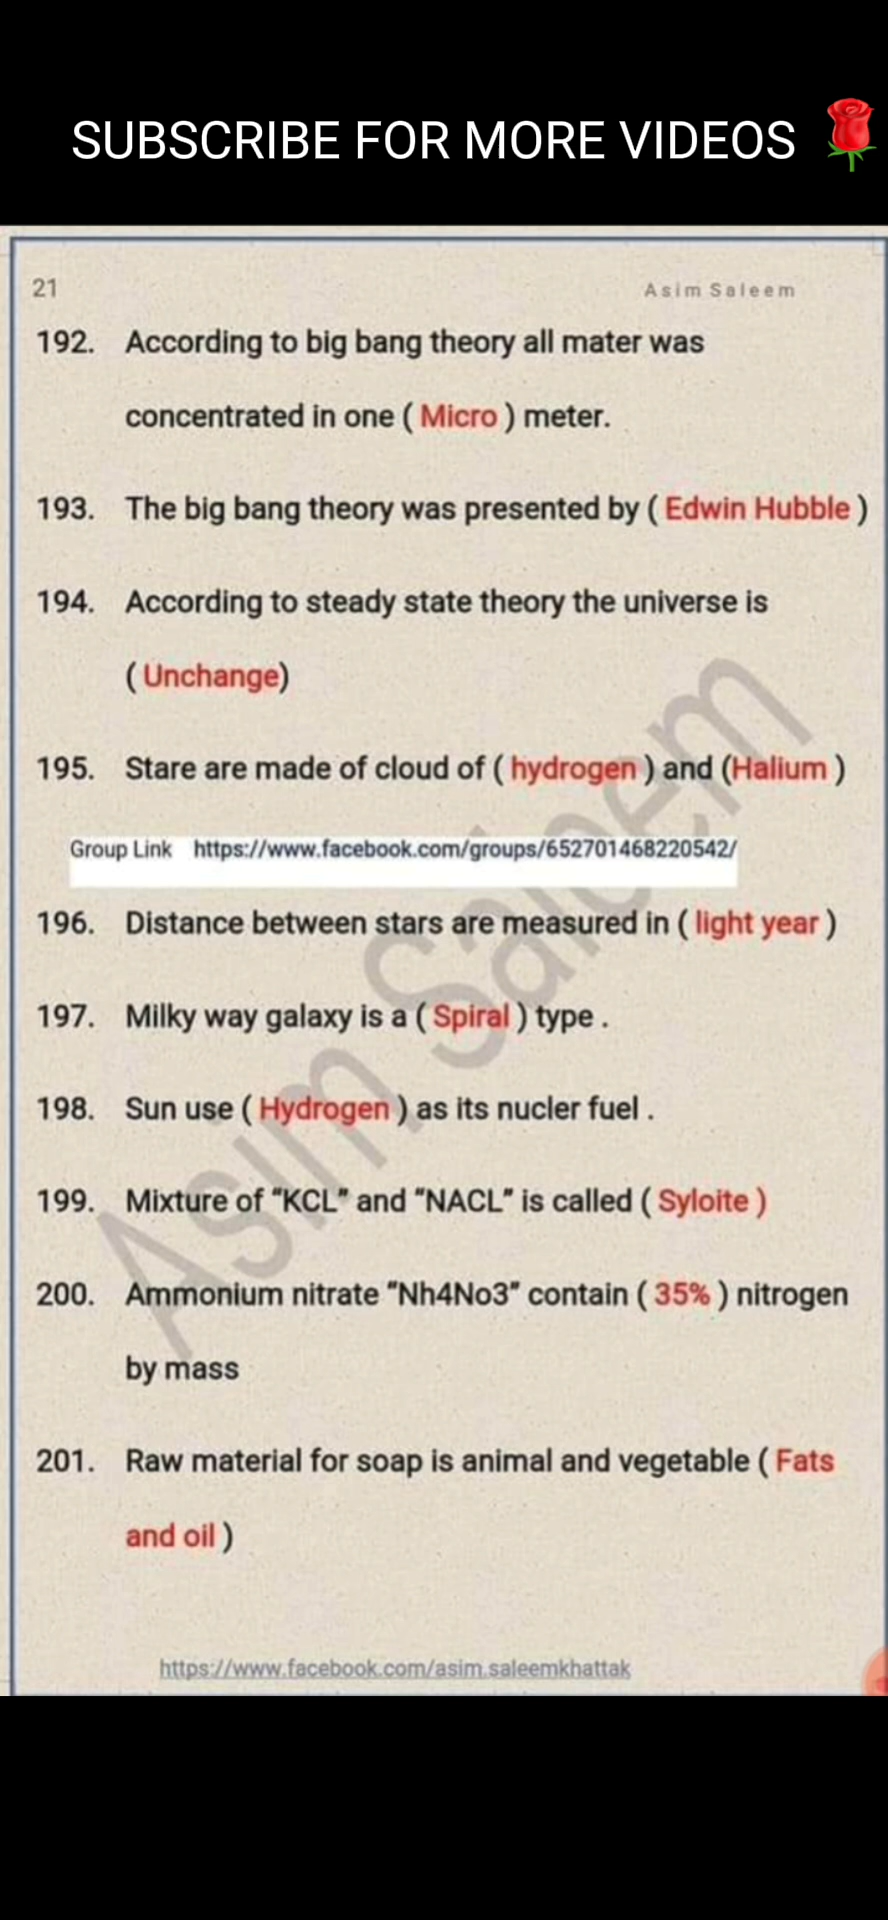 SUBSCRIBE FOR MORE VIDEOS
21
Asim Saleem
192. According to big bang theory all mater was
concentrated in one ( Micro ) meter.
193. The big bang theory was presented by ( Edwin Hubble )
194. According to steady state theory the universe is
( Unchange)
195. Stare are made of cloud of ( hydrogen ) and (Halium )
Group Link https://www.facebook.com/groups/652701468220542/
196. Distance between stars are measured in ( light year )
197. Milky way galaxy is a ( Spiral ) type .
198. Sun use ( Hydrogen ) as its nucler fuel .
199. Mixture of “KCL” and “NACL” is called ( Syloite )
200. Ammonium nitrate “Nh4No3” contain ( 35% ) nitrogen
by mass
201. Raw material for soap is animal and vegetable ( Fats
and oil )
https://www.facebook.com/asim.saleemkhattak
Asim Saleem